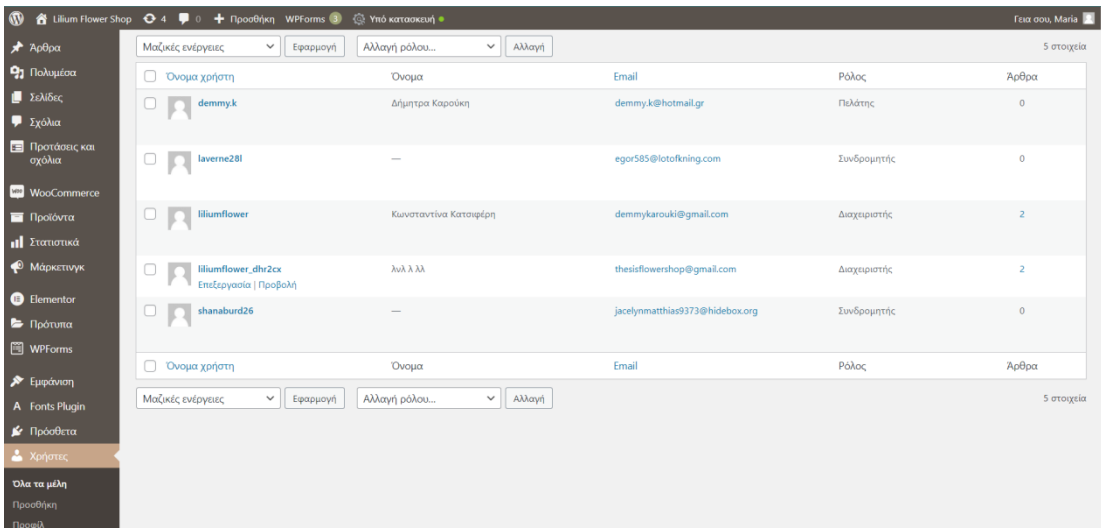 Lilium Flower Shop 4 0 Προσθήκη WPForms 3 Υπό κατασκευή Γεια σου, Maria
Άρθρα
Πολυμέσα
Σελίδες
Σχόλια
Προτάσεις και
σχόλια
WooCommerce
Προϊόντα
Στατιστικά
Μάρκετινγκ
Elementor
Πρότυπα
WPForms
Εμφάνιση
A Fonts Plugin
Πρόσθετα
Χρήστες
Όλα τα μέλη
Προσθήκη
Προφίλ
Μαζικές ενέργειες Εφαρμογή Αλλαγή ρόλου... Αλλαγή 5 στοιχεία
Όνομα χρήστη Όνομα Email Ρόλος Άρθρα
demmy.k Δήμητρα Καρούκη demmy.k@hotmail.gr Πελάτης 0
laverne28l — egor585@lotofkning.com Συνδρομητής 0
liliumflower Κωνσταντίνα Κατσιφέρη demmykarouki@gmail.com Διαχειριστής 2
liliumflower_dhr2cx λνλ λ λλ thesisflowershop@gmail.com Διαχειριστής 2
Επεξεργασία | Προβολή
shanaburd26 — jacelynmatthias9373@hidebox.org Συνδρομητής 0
Όνομα χρήστη Όνομα Email Ρόλος Άρθρα
Μαζικές ενέργειες Εφαρμογή Αλλαγή ρόλου... Αλλαγή 5 στοιχεία